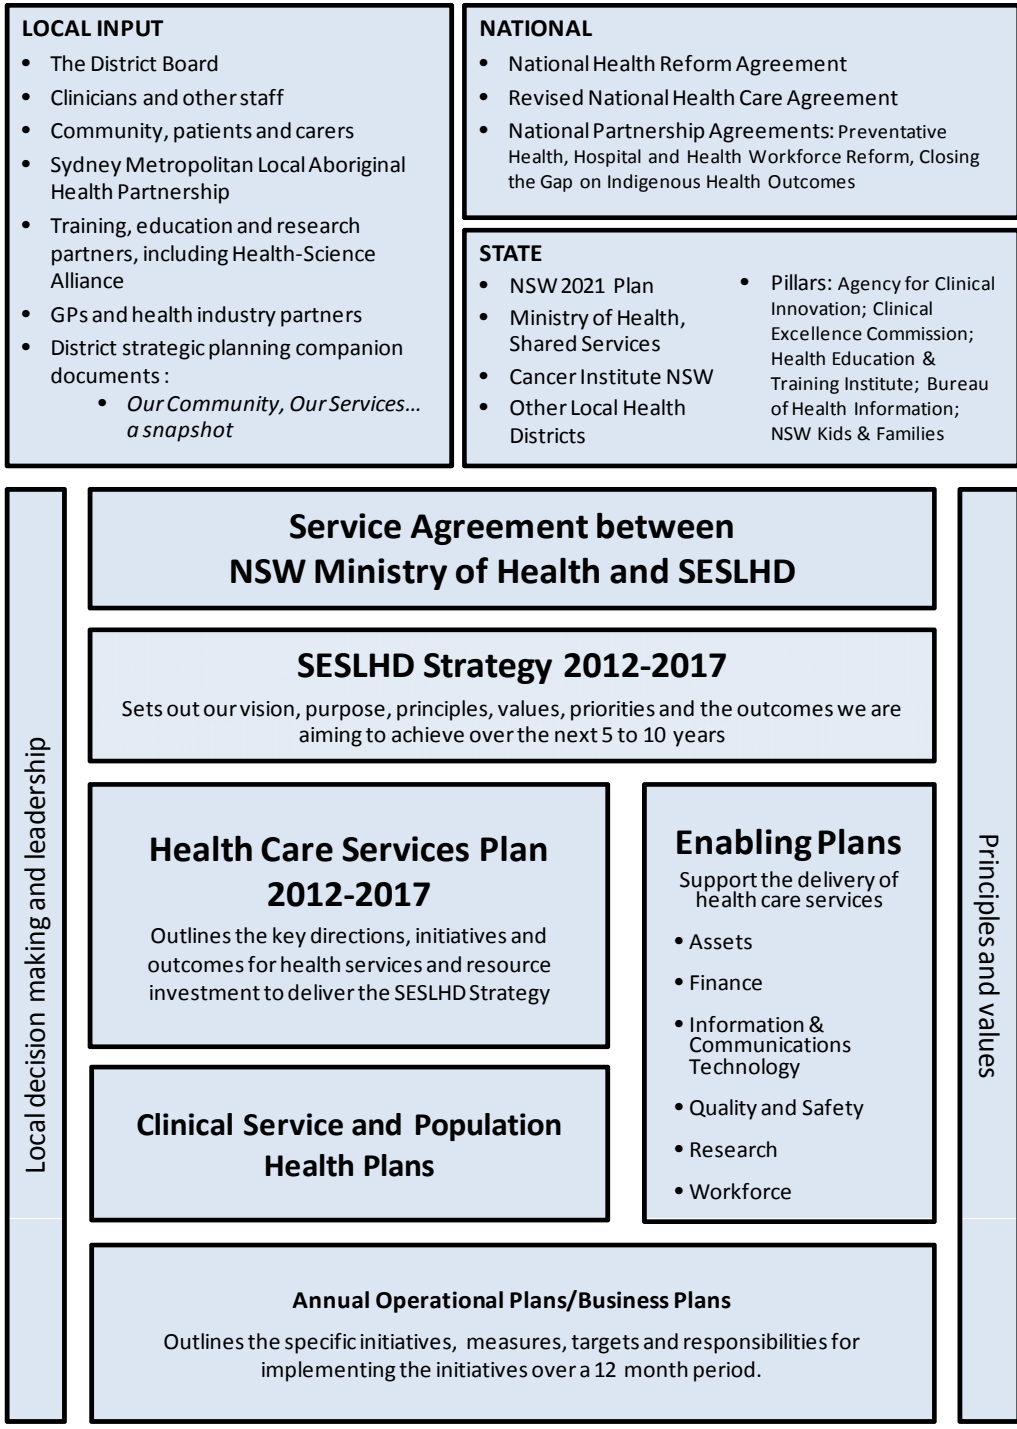 LOCAL INPUT
• The District Board
• Clinicians and other staff
• Community, patients and carers
• Sydney Metropolitan Local Aboriginal
Health Partnership
• Training, education and research
partners, including Health-Science
Alliance
• GPs and health industry partners
• District strategic planning companion
documents :
• Our Community, Our Services...
a snapshot
NATIONAL
• National Health Reform Agreement
• Revised National Health Care Agreement
• National Partnership Agreements: Preventative
Health, Hospital and Health Workforce Reform, Closing
the Gap on Indigenous Health Outcomes
STATE
• NSW 2021 Plan
• Ministry of Health,
Shared Services
• Cancer Institute NSW
• Other Local Health
Districts
• Pillars: Agency for Clinical
Innovation; Clinical
Excellence Commission;
Health Education &
Training Institute; Bureau
of Health Information;
NSW Kids & Families
Local decision making and leadership
Service Agreement between
NSW Ministry of Health and SESLHD
SESLHD Strategy 2012-2017
Sets out our vision, purpose, principles, values, priorities and the outcomes we are
aiming to achieve over the next 5 to 10 years
Health Care Services Plan
2012-2017
Outlines the key directions, initiatives and
outcomes for health services and resource
investment to deliver the SESLHD Strategy
Clinical Service and Population
Health Plans
Enabling Plans
Support the delivery of
health care services
• Assets
• Finance
• Information &
Communications
Technology
• Quality and Safety
• Research
• Workforce
Annual Operational Plans/Business Plans
Outlines the specific initiatives, measures, targets and responsibilities for
implementing the initiatives over a 12 month period.
Principles and values